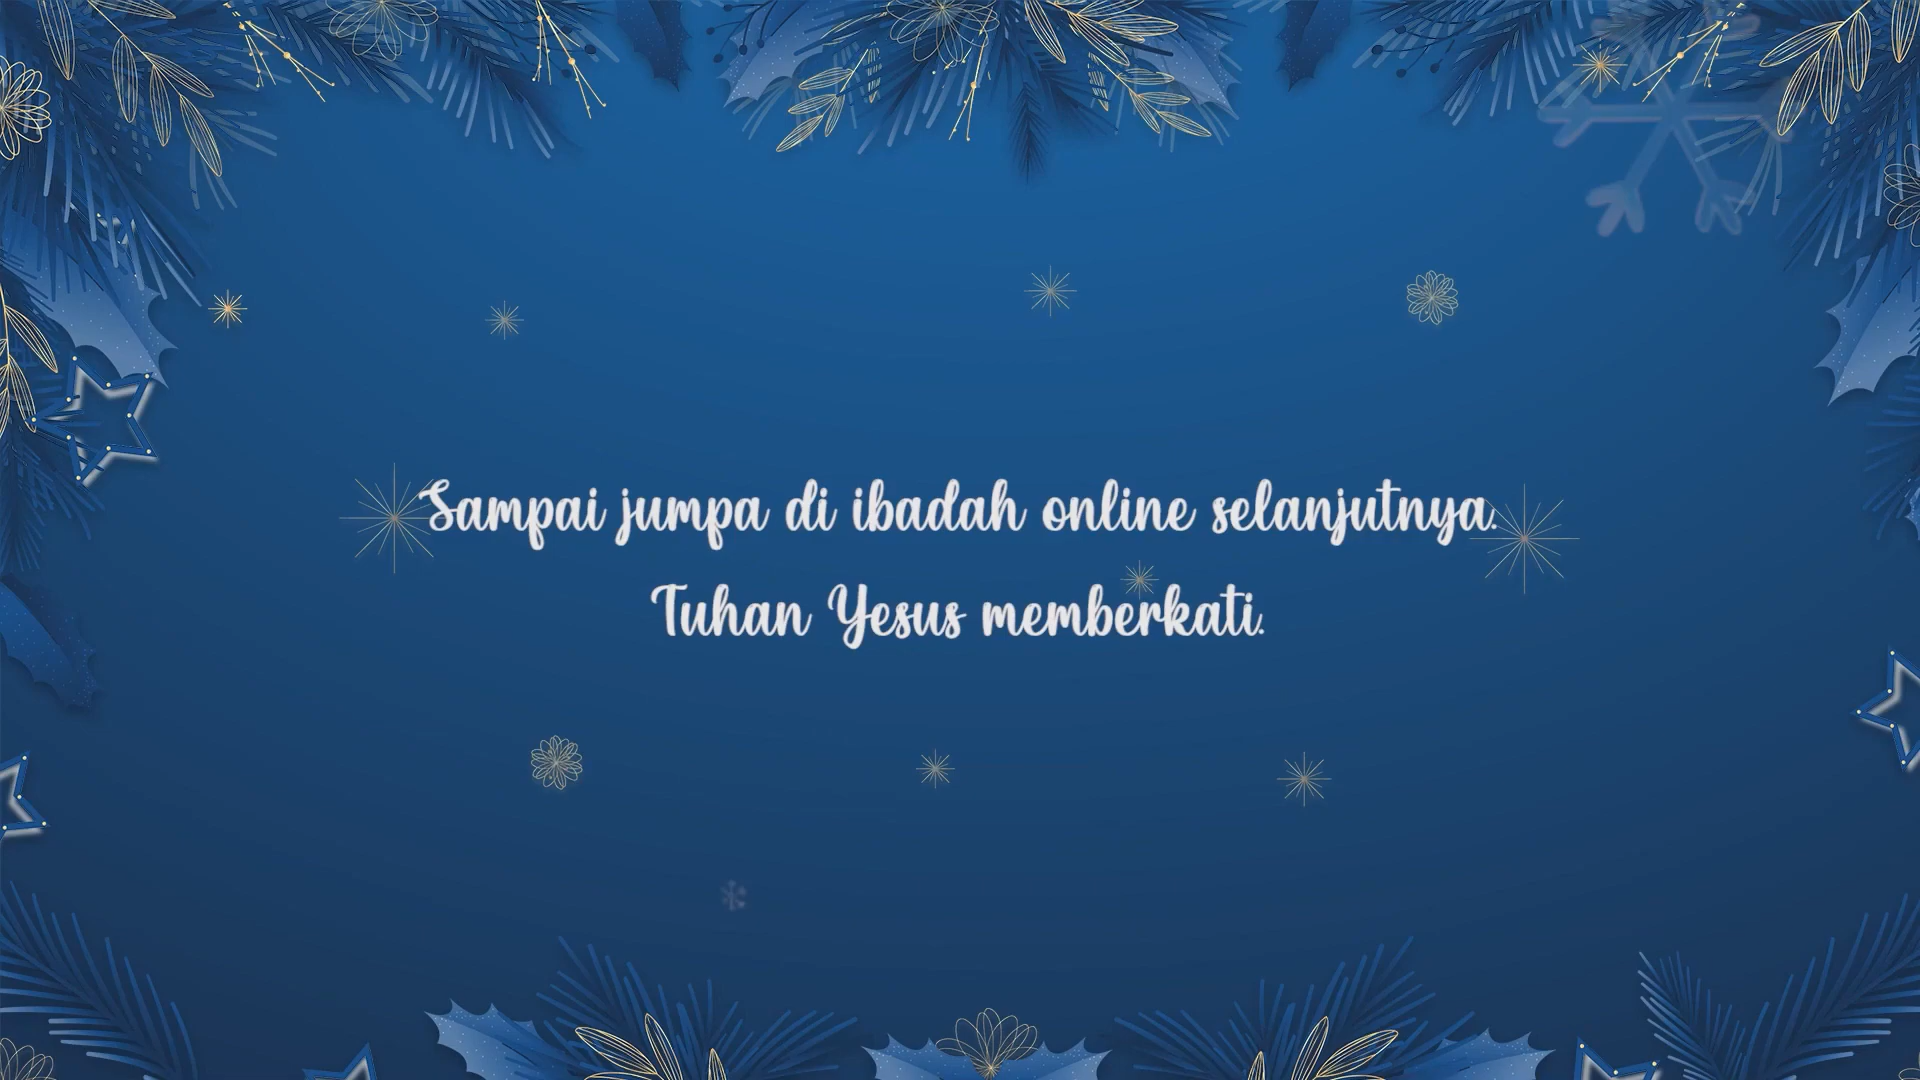 Sampai jumpa di ibadah online selanjutnya.
Tuhan Yesus memberkati.